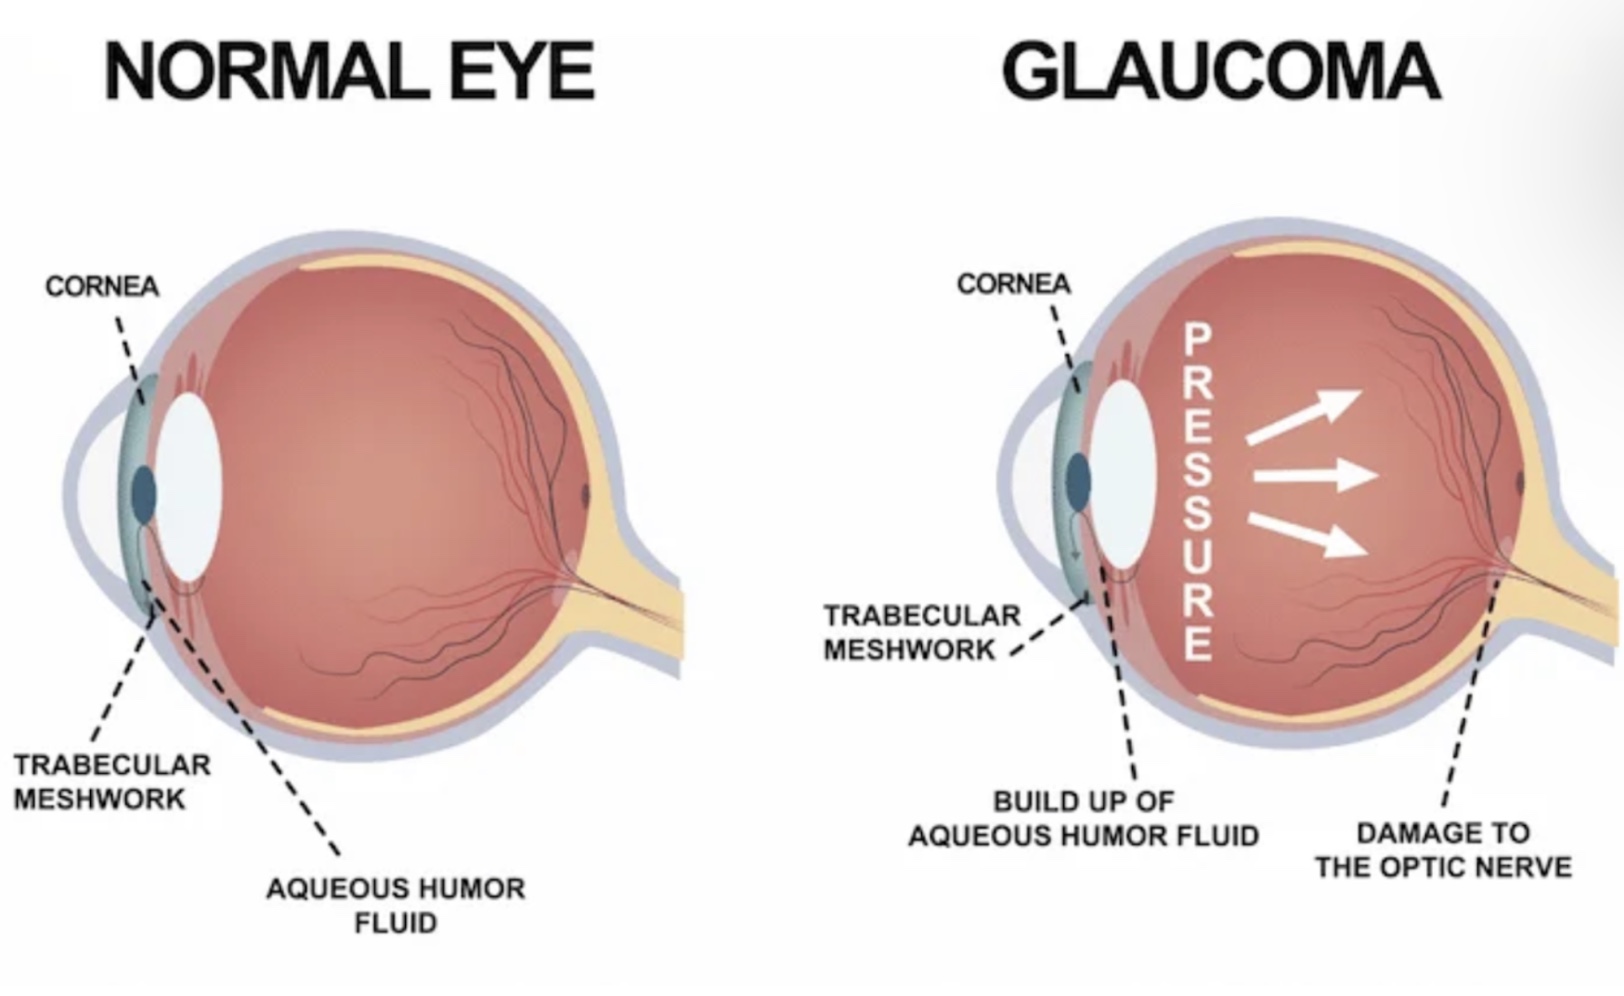 NORMAL EYE
CORNEA
TRABECULAR
MESHWORK
AQUEOUS HUMOR
FLUID
GLAUCOMA
CORNEA
PRESSURE
TRABECULAR
MESHWORK
BUILD UP OF
AQUEOUS HUMOR FLUID
DAMAGE TO
THE OPTIC NERVE